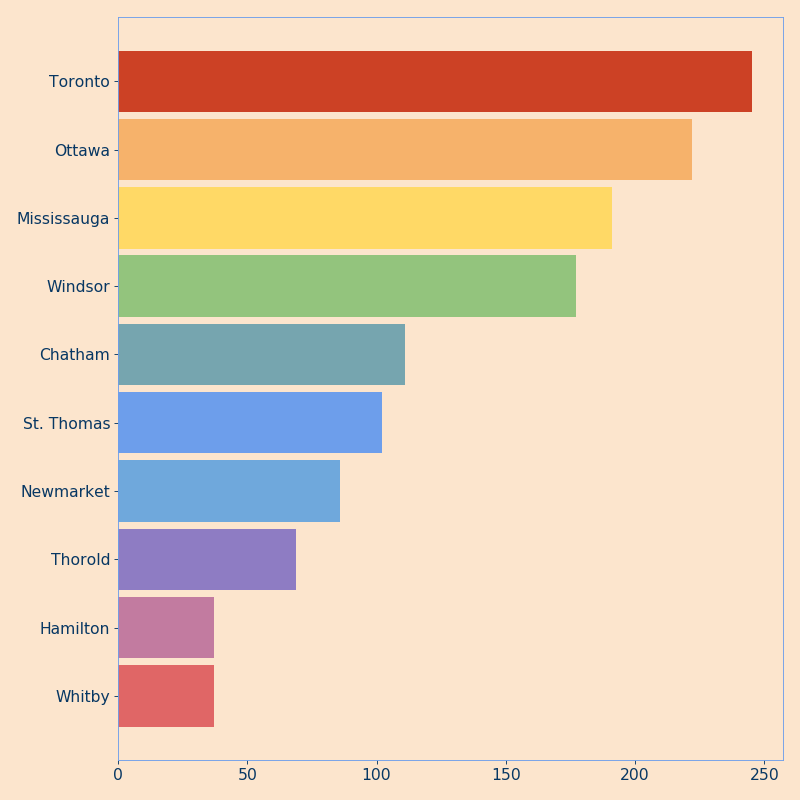 Toronto
Ottawa
Mississauga
Windsor
Chatham
St. Thomas
Newmarket
Thorold
Hamilton
Whitby
0 50 100 150 200 250